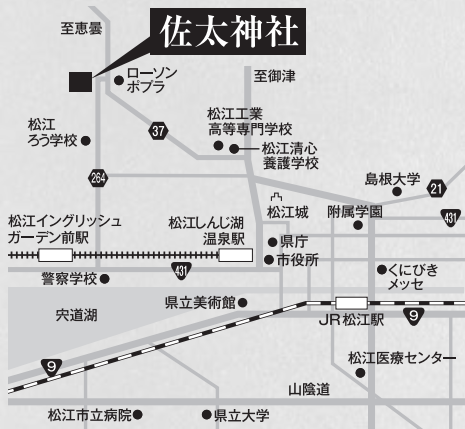 至恵曇
佐太神社
ローソン
ポプラ
至御津
松江
ろう学校
37
松江工業
高等専門学校
松江清心
養護学校
264
島根大学
21
松江城
附属学園
431
松江イングリッシュ
ガーデン前駅
松江しんじ湖
温泉駅
県庁
市役所
431
警察学校
くにびき
メッセ
宍道湖
県立美術館
JR松江駅
9
9
松江医療センター
山陰道
松江市立病院
県立大学